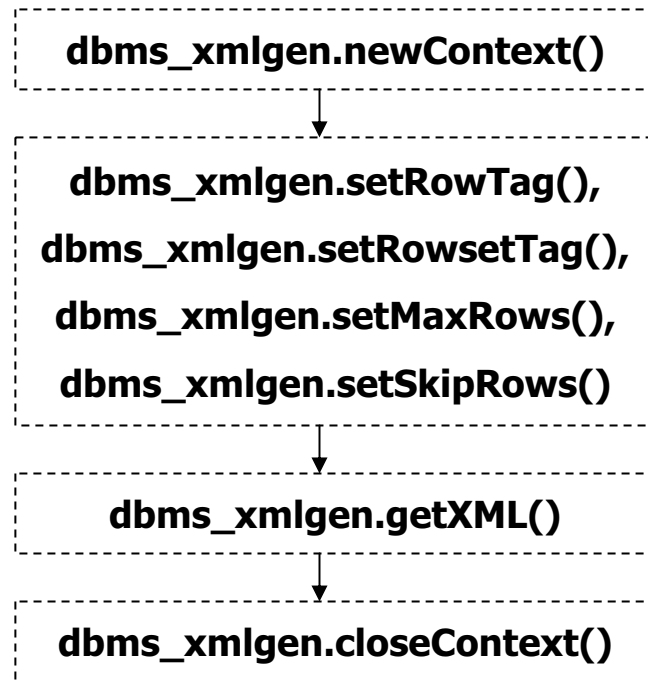 dbms_xmlgen.newContext()
dbms_xmlgen.setRowTag(),
dbms_xmlgen.setRowsetTag(),
dbms_xmlgen.setMaxRows(),
dbms_xmlgen.setSkipRows()
dbms_xmlgen.getXML()
dbms_xmlgen.closeContext()